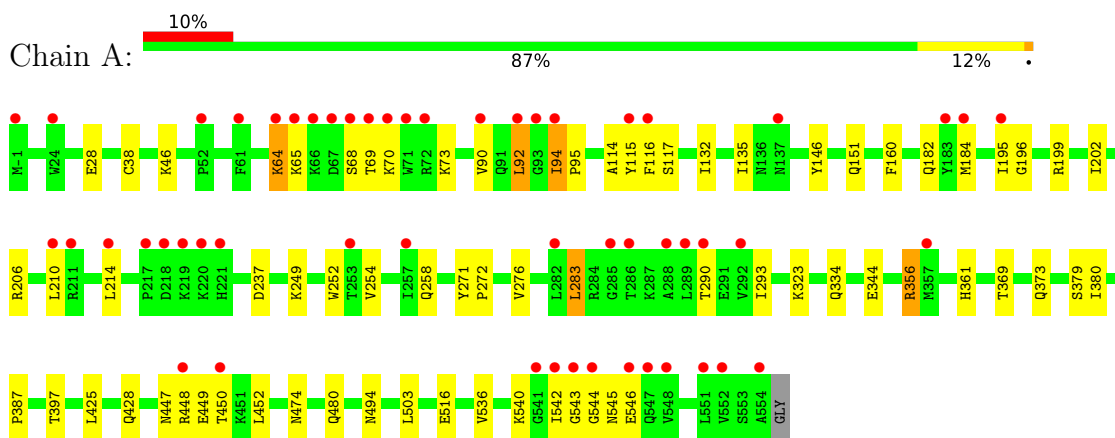 10%
Chain A:
87% 12% •
M-1 W24 E28 C38 K46 P52 F61 K64 K65 K66 D67 S68 T69 K70 W71 R72 K73 V90 Q91 L92 G93 I94 P95 A114 Y115 F116 S117 I132 I135 N136 N137 Y146 Q151 F160 Q182 Y183 M184 I195 G196 R199 I202
R206 L210 R211 L214 P217 D218 K219 K220 H221 D237 K249 W252 T253 V254 I257 Q258 Y271 P272 V276 L282 L283 R284 G285 T286 K287 A288 L289 T290 E291 V292 I293 K323 Q334 E344 R356 M357 H361 T369 Q373 S379 I380
P387 T397 L425 Q428 N447 R448 E449 T450 K451 L452 N474 Q480 N494 L503 E516 V536 K540 G541 I542 G543 G544 N545 E546 Q547 V548 L551 V552 S553 A554 GLY